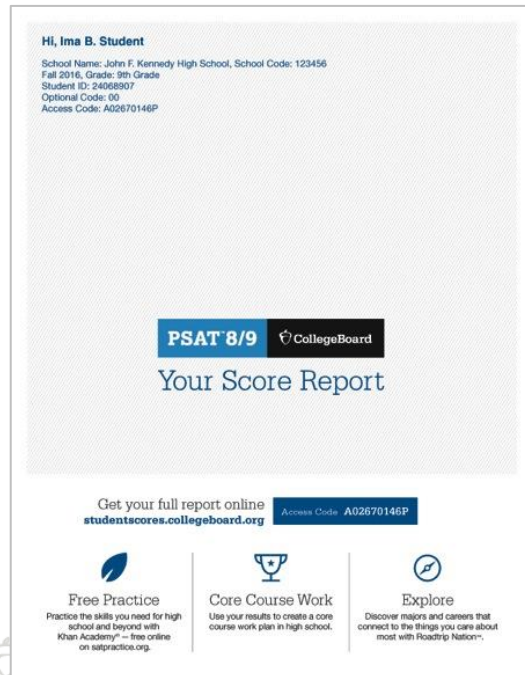 Hi, Ima B. Student
School Name: John F. Kennedy High School, School Code: 123456
Fall 2016, Grade: 9th Grade
Student ID: 24068907
Optional Code: 00
Access Code: A02670146P
PSAT™8/9
CollegeBoard
Your Score Report
Get your full report online
studentscores.collegeboard.org
Access Code A02670146P
Free Practice
Practice the skills you need for high
school and beyond with
Khan Academy® — free online
on satpractice.org.
Core Course Work
Use your results to create a core
course work plan in high school.
Explore
Discover majors and careers that
connect to the things you care about
most with Roadtrip Nation℠.